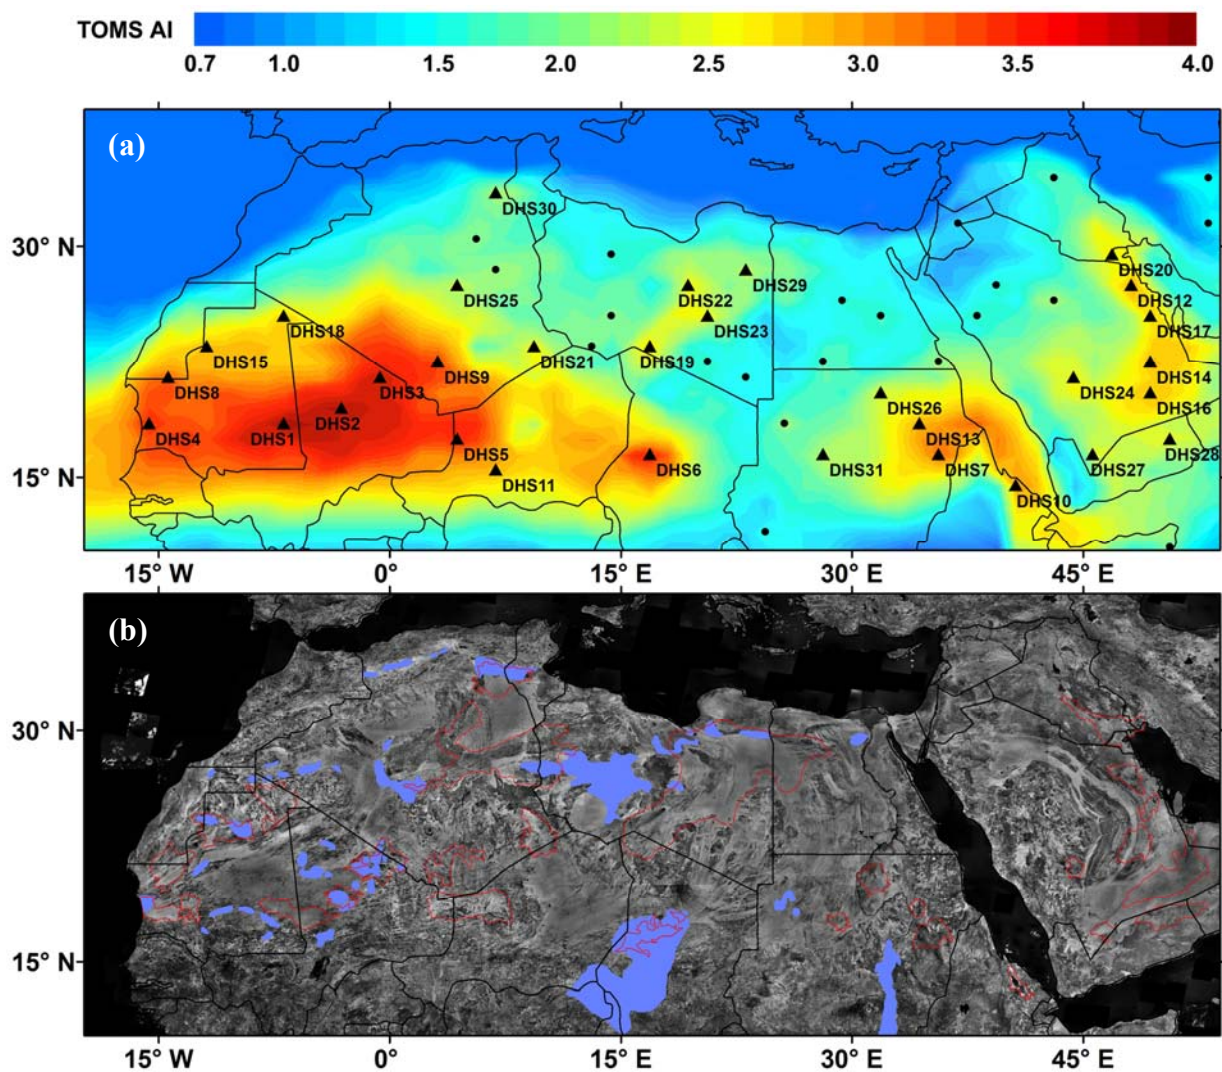 TOMS AI
0.7 1.0 1.5 2.0 2.5 3.0 3.5 4.0
(a)
DHS30
30° N
DHS20
DHS29
DHS25
DHS22
DHS12
DHS18
DHS23
DHS17
DHS15
DHS21
DHS19
DHS9
DHS14
DHS8
DHS3
DHS24
DHS26
DHS16
DHS4
DHS1
DHS2
DHS13
DHS5
DHS28
DHS6
DHS31
DHS7
DHS27
15° N
DHS11
DHS10
15° W 0° 15° E 30° E 45° E
(b)
30° N
15° N
15° W 0° 15° E 30° E 45° E